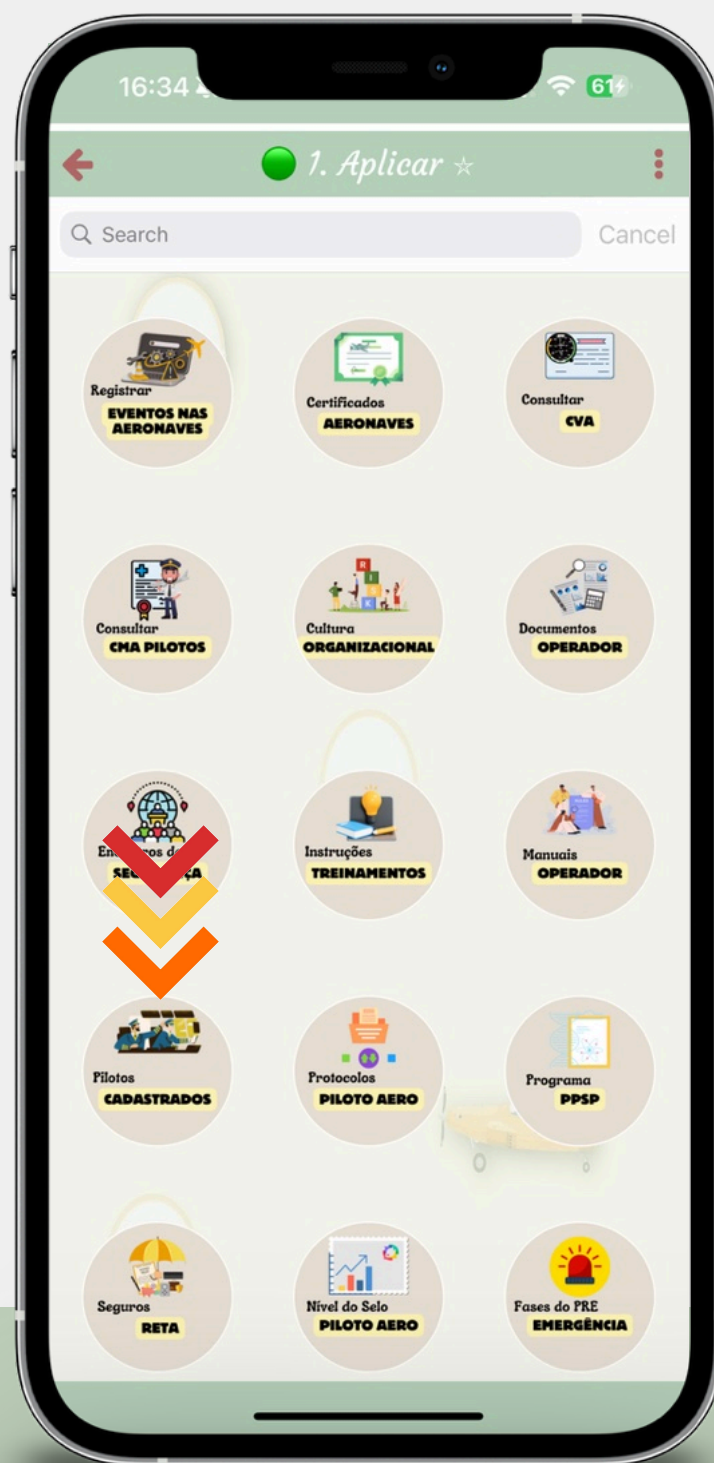 16:34
61
1. Aplicar ☆
Search
Cancel
Registrar
EVENTOS NAS
AERONAVES
Certificados
AERONAVES
Consultar
CVA
Consultar
CMA PILOTOS
R
I
S
K
Cultura
ORGANIZACIONAL
Documentos
OPERADOR
Instruções
TREINAMENTOS
Manuais
OPERADOR
Pilotos
CADASTRADOS
Protocolos
PILOTO AERO
Programa
PPSP
Seguros
RETA
Nível do Selo
PILOTO AERO
Fases do PRE
EMERGÊNCIA